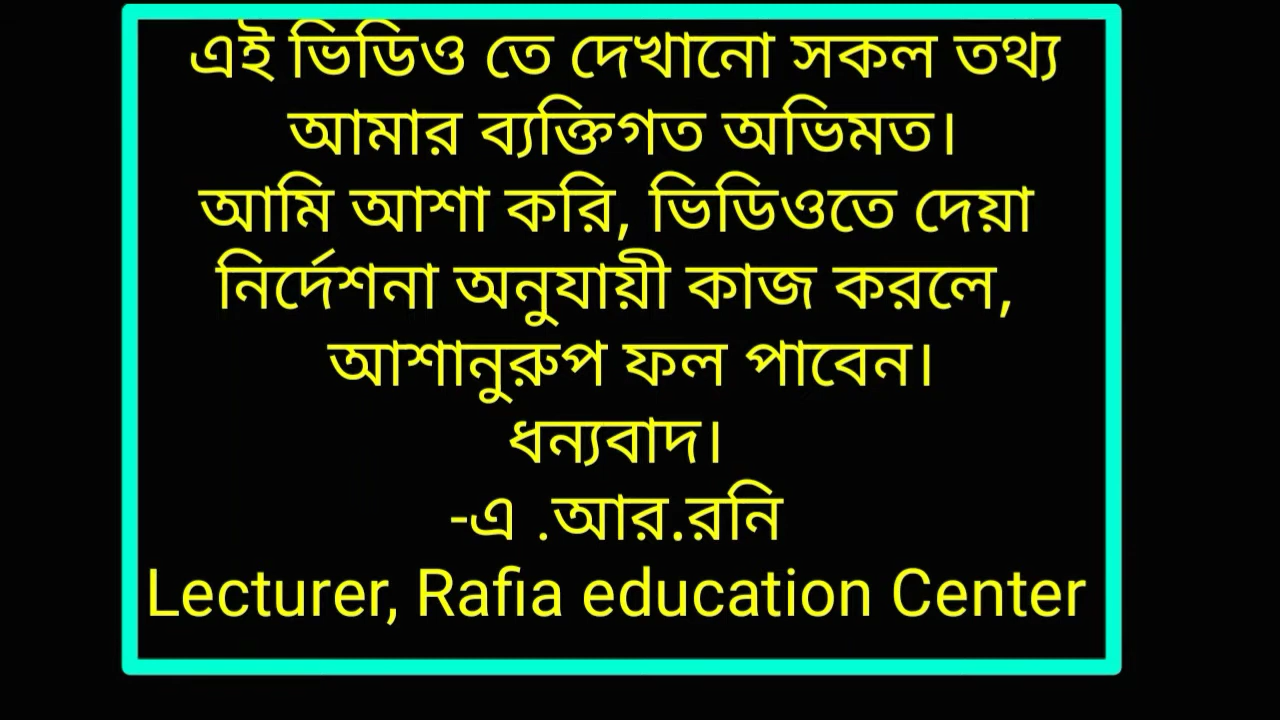 এই ভিডিও তে দেখানো সকল তথ্য
আমার ব্যক্তিগত অভিমত।
আমি আশা করি, ভিডিওতে দেয়া
নির্দেশনা অনুযায়ী কাজ করলে,
আশানুরুপ ফল পাবেন।
ধন্যবাদ।
-এ .আর.রনি
Lecturer, Rafia education Center